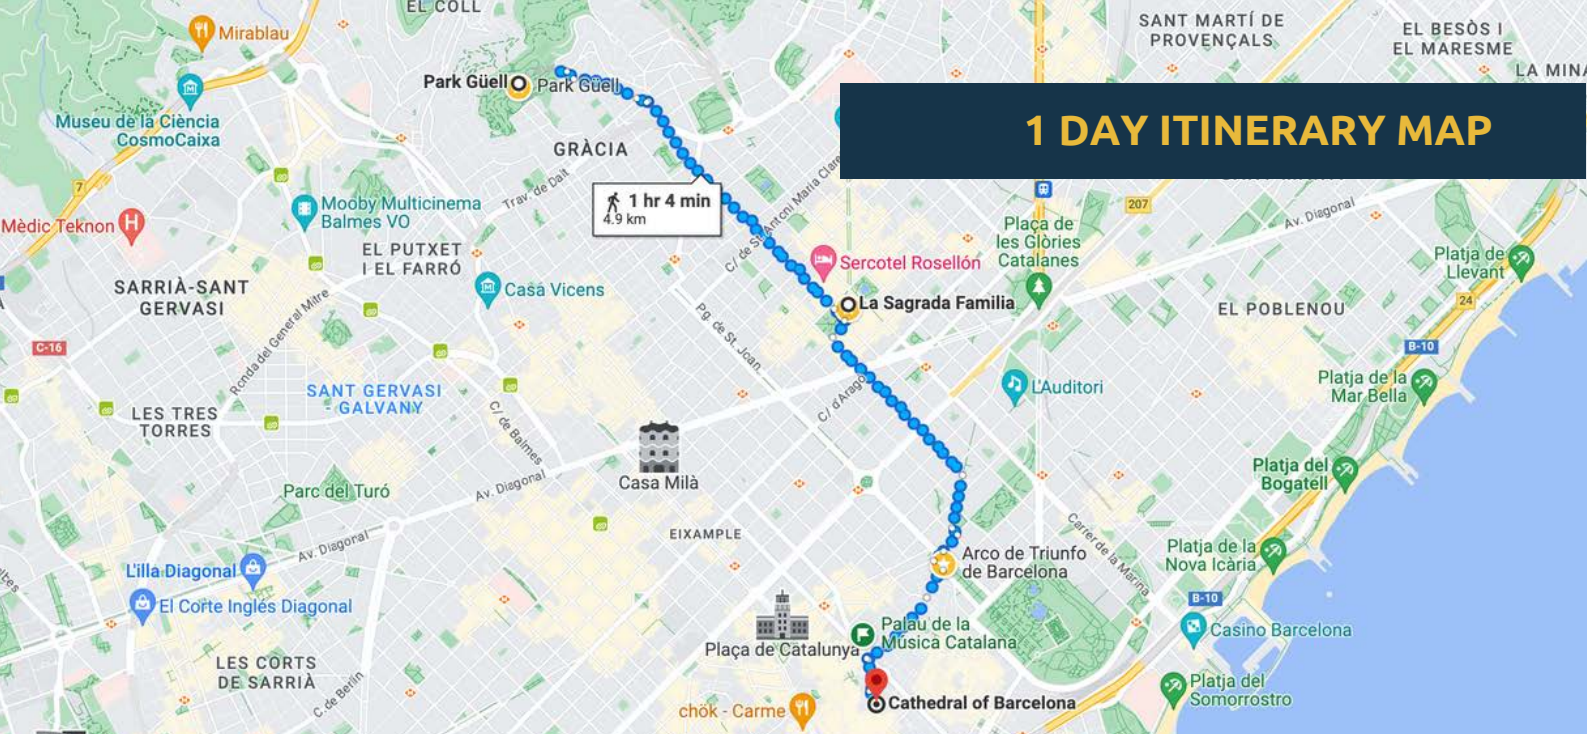 EL COLL
SANT MARTÍ DE
PROVENÇALS
EL BESÒS I
EL MARESME
LA MINA
Mirablau
Park Güell
Park Güell
1 DAY ITINERARY MAP
Museu de la Ciència
CosmoCaixa
GRÀCIA
Trav. de Dalt
C/ de St. Antoni Maria Claret
1 hr 4 min
4.9 km
7
Mooby Multicinema
Balmes VO
Mèdic Teknon
H
207
Av. Diagonal
Plaça de
les Glòries
Catalanes
EL PUTXET
I EL FARRÓ
Sercotel Rosellón
Platja de
Llevant
SARRIÀ-SANT
GERVASI
Casa Vicens
La Sagrada Familia
24
EL POBLENOU
Ronda del General Mitre
Pg. de St. Joan
C-16
B-10
SANT GERVASI
- GALVANY
L'Auditori
Platja de la
Mar Bella
LES TRES
TORRES
C/ de Balmes
C/ d'Aragó
Casa Milà
Platja del
Bogatell
Parc del Turó
Av. Diagonal
EIXAMPLE
Carrer de la Marina
Av. Diagonal
Arco de Triunfo
de Barcelona
Platja de la
Nova Icària
L'illa Diagonal
El Corte Inglés Diagonal
B-10
Plaça de Catalunya
Palau de la
Música Catalana
Casino Barcelona
LES CORTS
DE SARRIÀ
C. de Berlín
chök - Carme
Cathedral of Barcelona
Platja del
Somorrostro